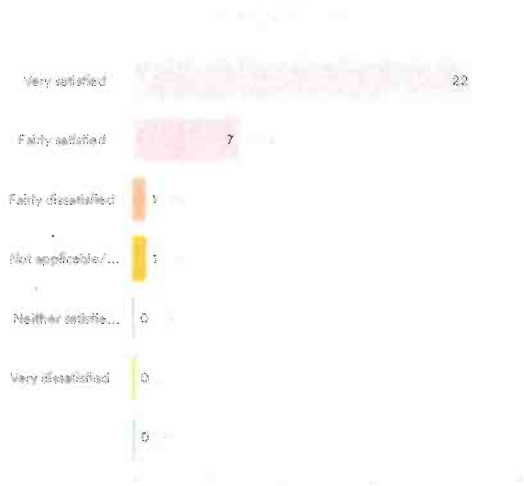 Very satisfied 22
Fairly satisfied 7
Fairly dissatisfied 1
Not applicable/... 1
Neither satisfie... 0
Very dissatisfied 0
0